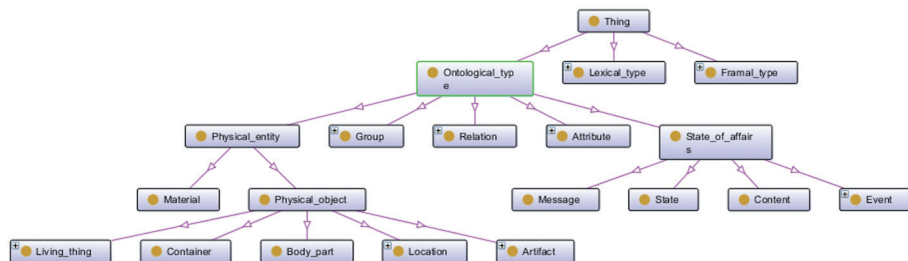 Thing
Ontological_typ
e
Lexical_type
Framal_type
Physical_entity
Group
Relation
Attribute
State_of_affair
s
Material
Physical_object
Message
State
Content
Event
Living_thing
Container
Body_part
Location
Artifact